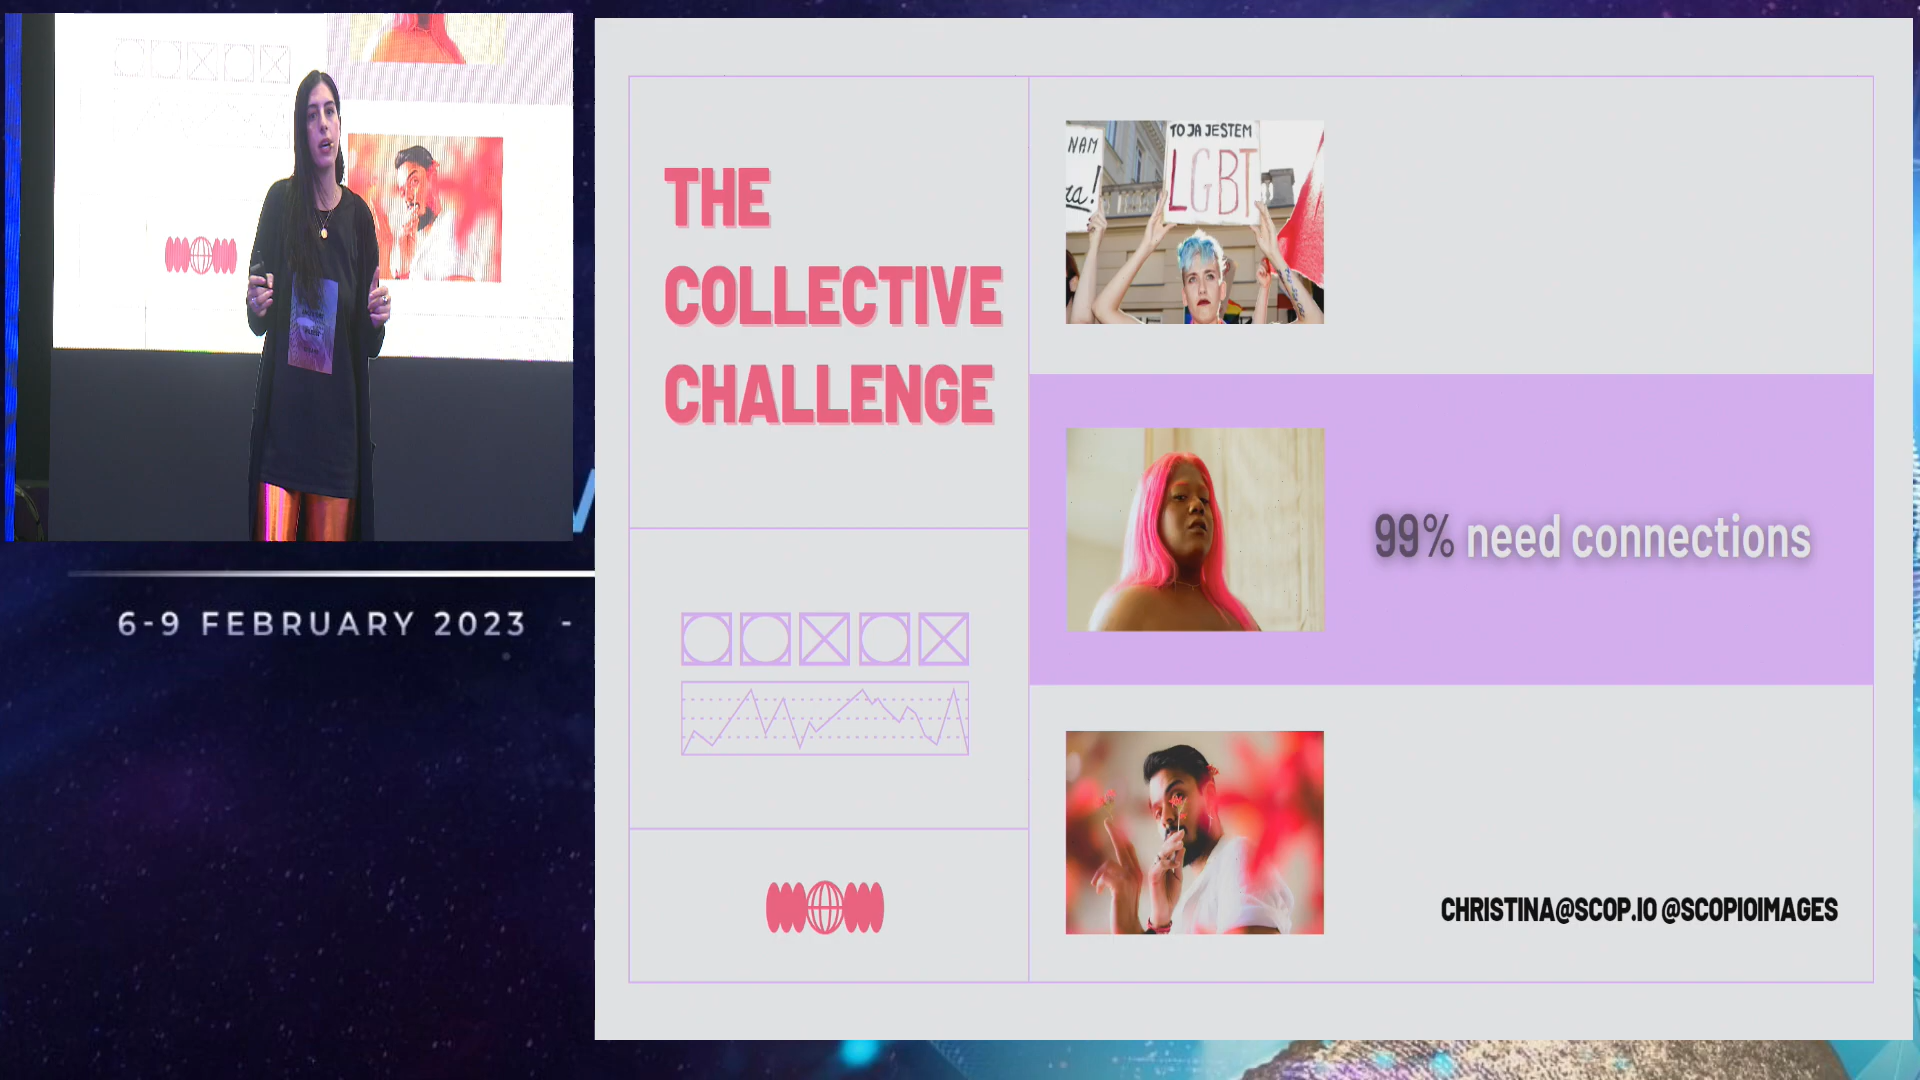 6-9 FEBRUARY 2023 -
THE
COLLECTIVE
CHALLENGE
NAM
!
TO JA JESTEM
LGBT
99% need connections
CHRISTINA@SCOP.IO @SCOPIOIMAGES